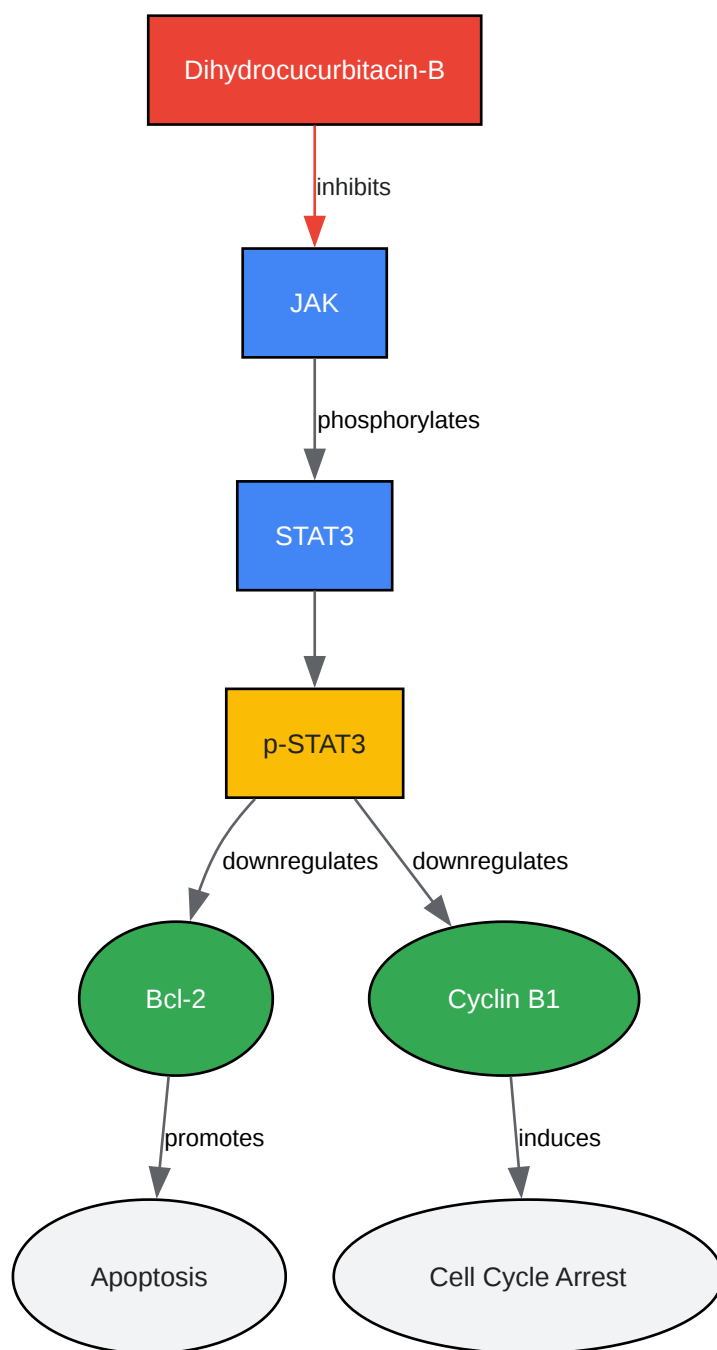 Dihydrocucurbitacin-B
inhibits
JAK
phosphorylates
STAT3
p-STAT3
downregulates
downregulates
Bcl-2
Cyclin B1
promotes
induces
Apoptosis
Cell Cycle Arrest